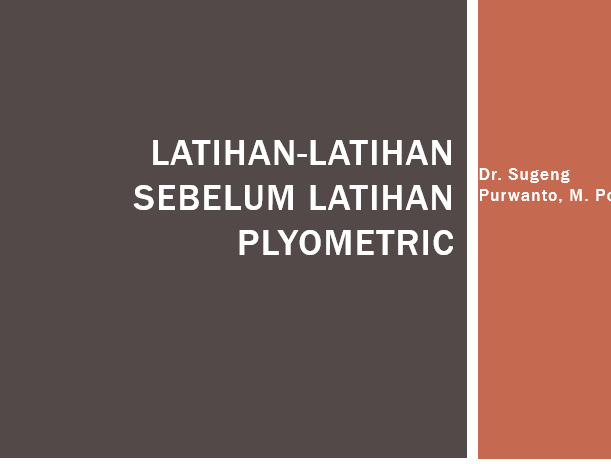 LATIHAN-LATIHAN
SEBELUM LATIHAN
PLYOMETRIC
Dr. Sugeng
Purwanto, M.